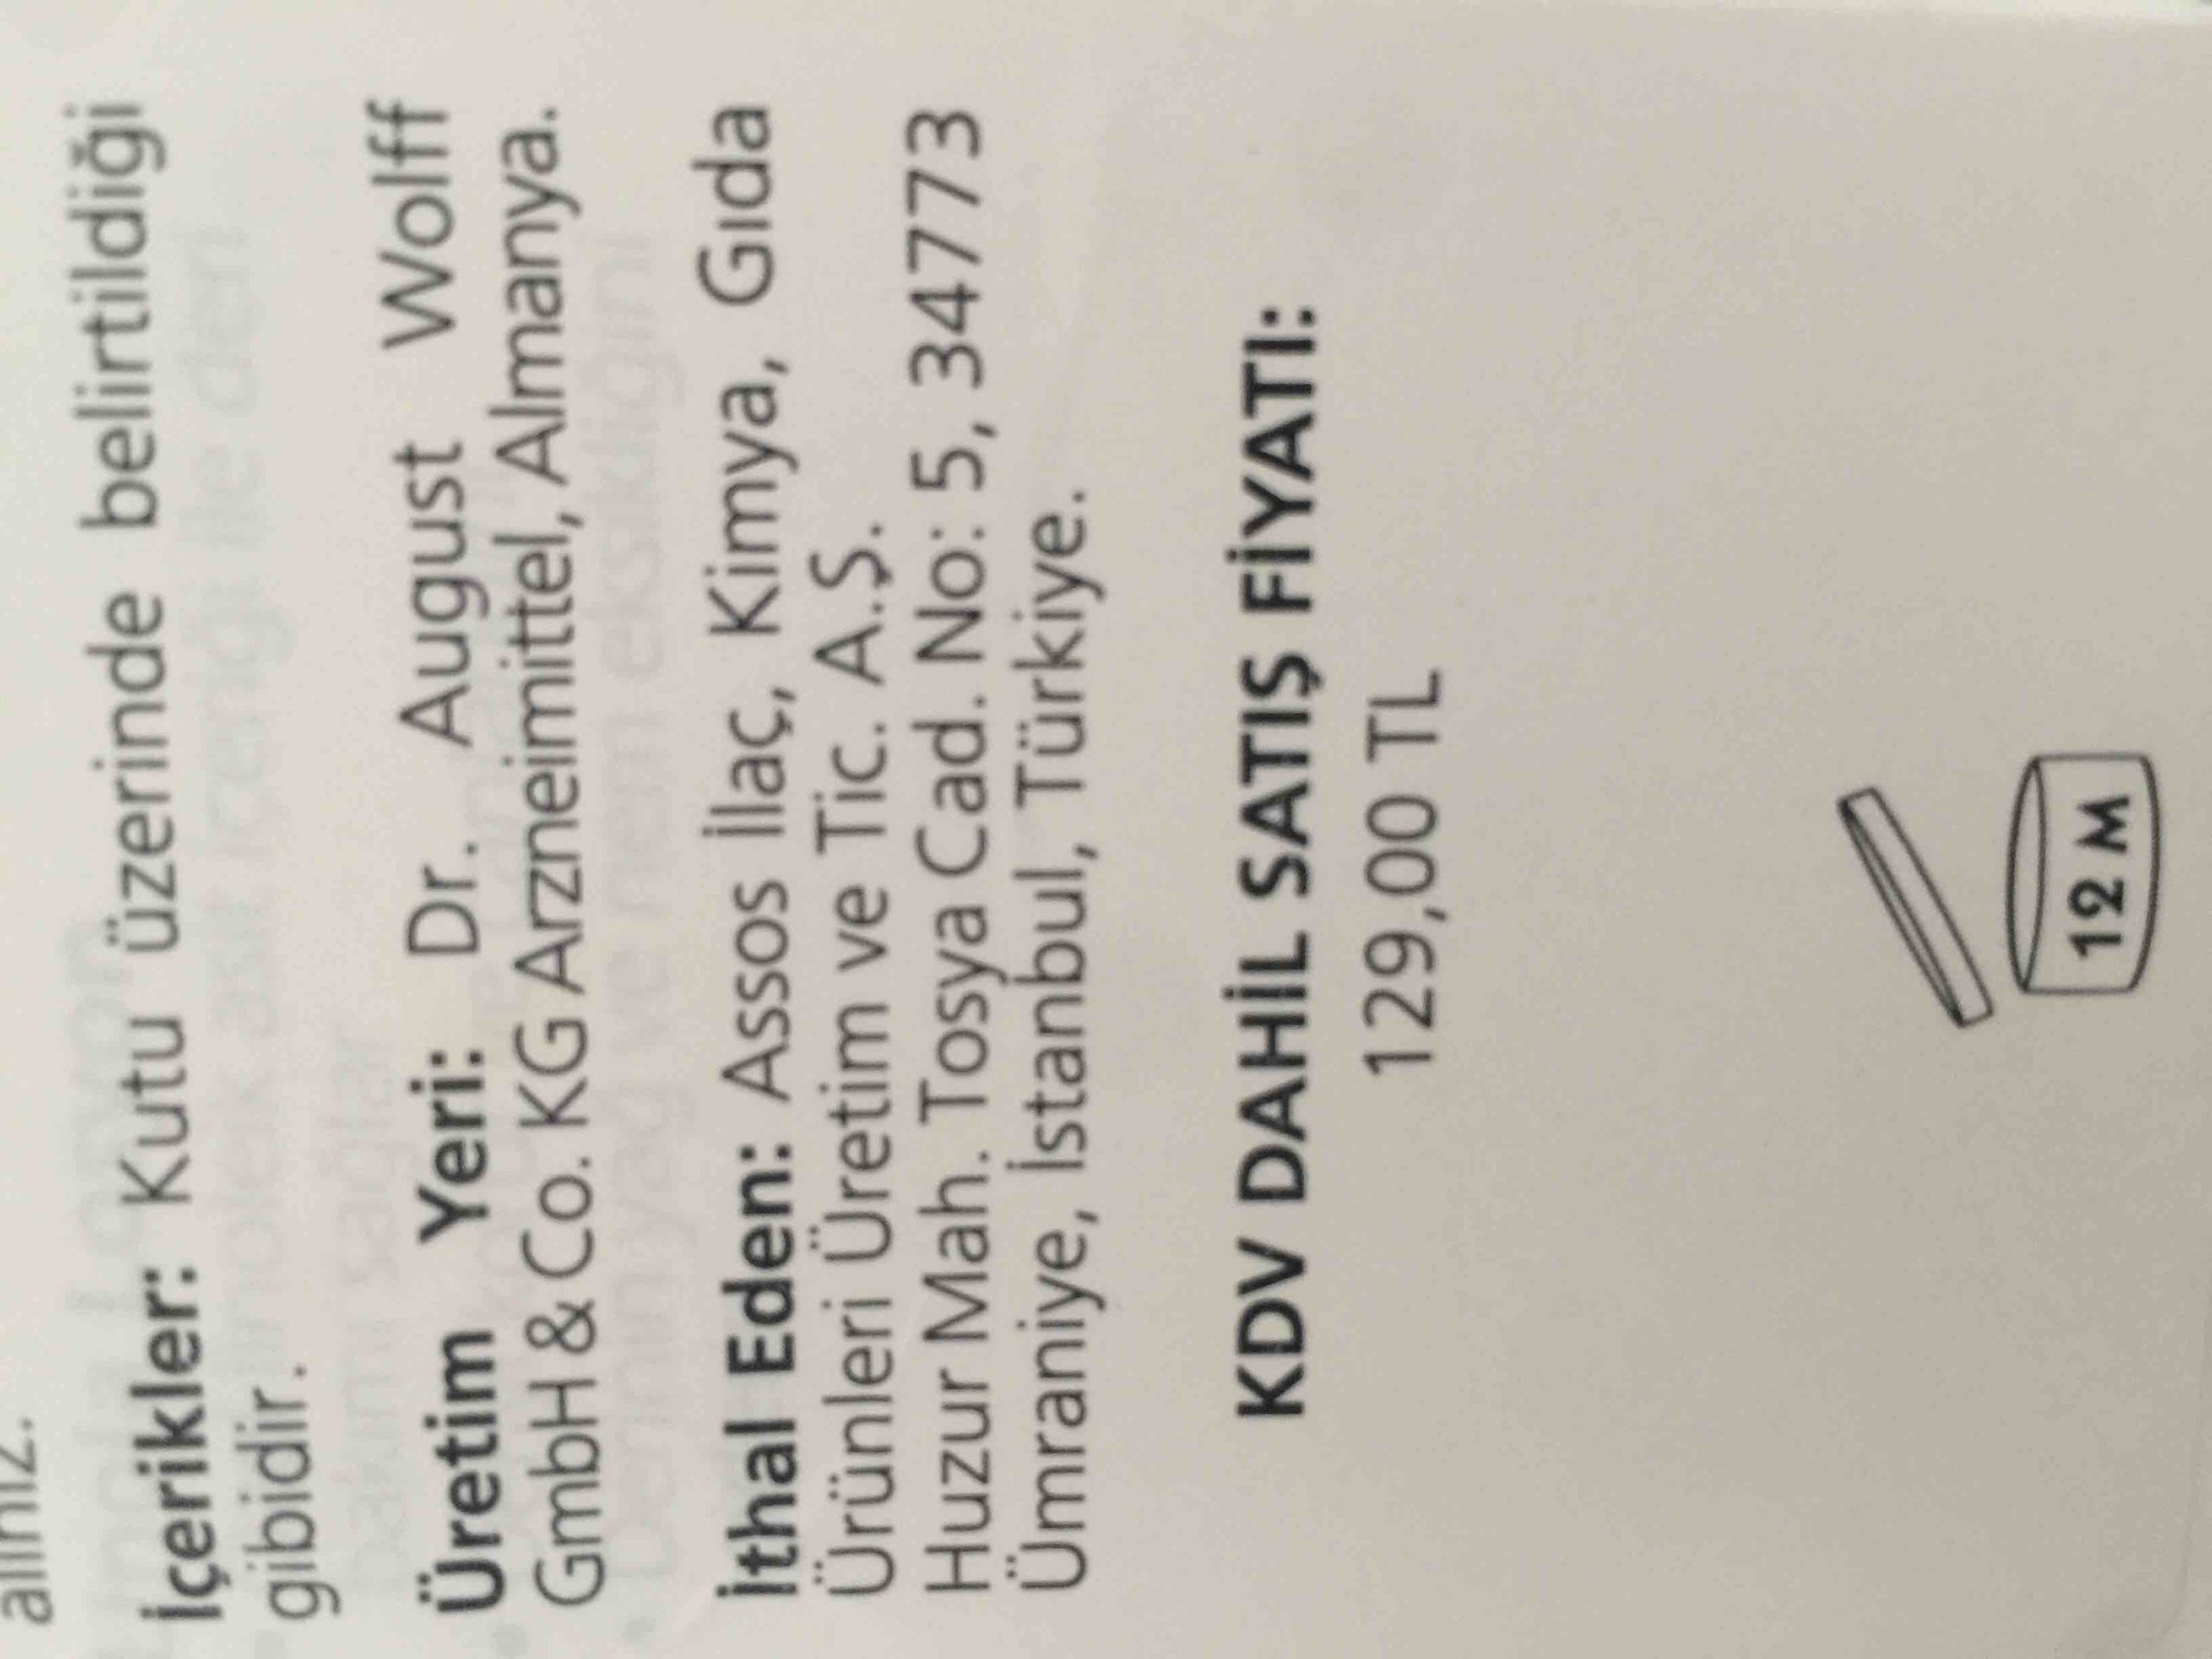 alınız.
İçerikler: Kutu üzerinde belirtildiği
gibidir.
Üretim Yeri: Dr. August Wolff
GmbH & Co. KG Arzneimittel, Almanya.
İthal Eden: Assos İlaç, Kimya, Gıda
Ürünleri Üretim ve Tic. A.Ş.
Huzur Mah. Tosya Cad. No: 5, 34773
Ümraniye, İstanbul, Türkiye.
KDV DAHİL SATIŞ FİYATI:
129,00 TL
12 M